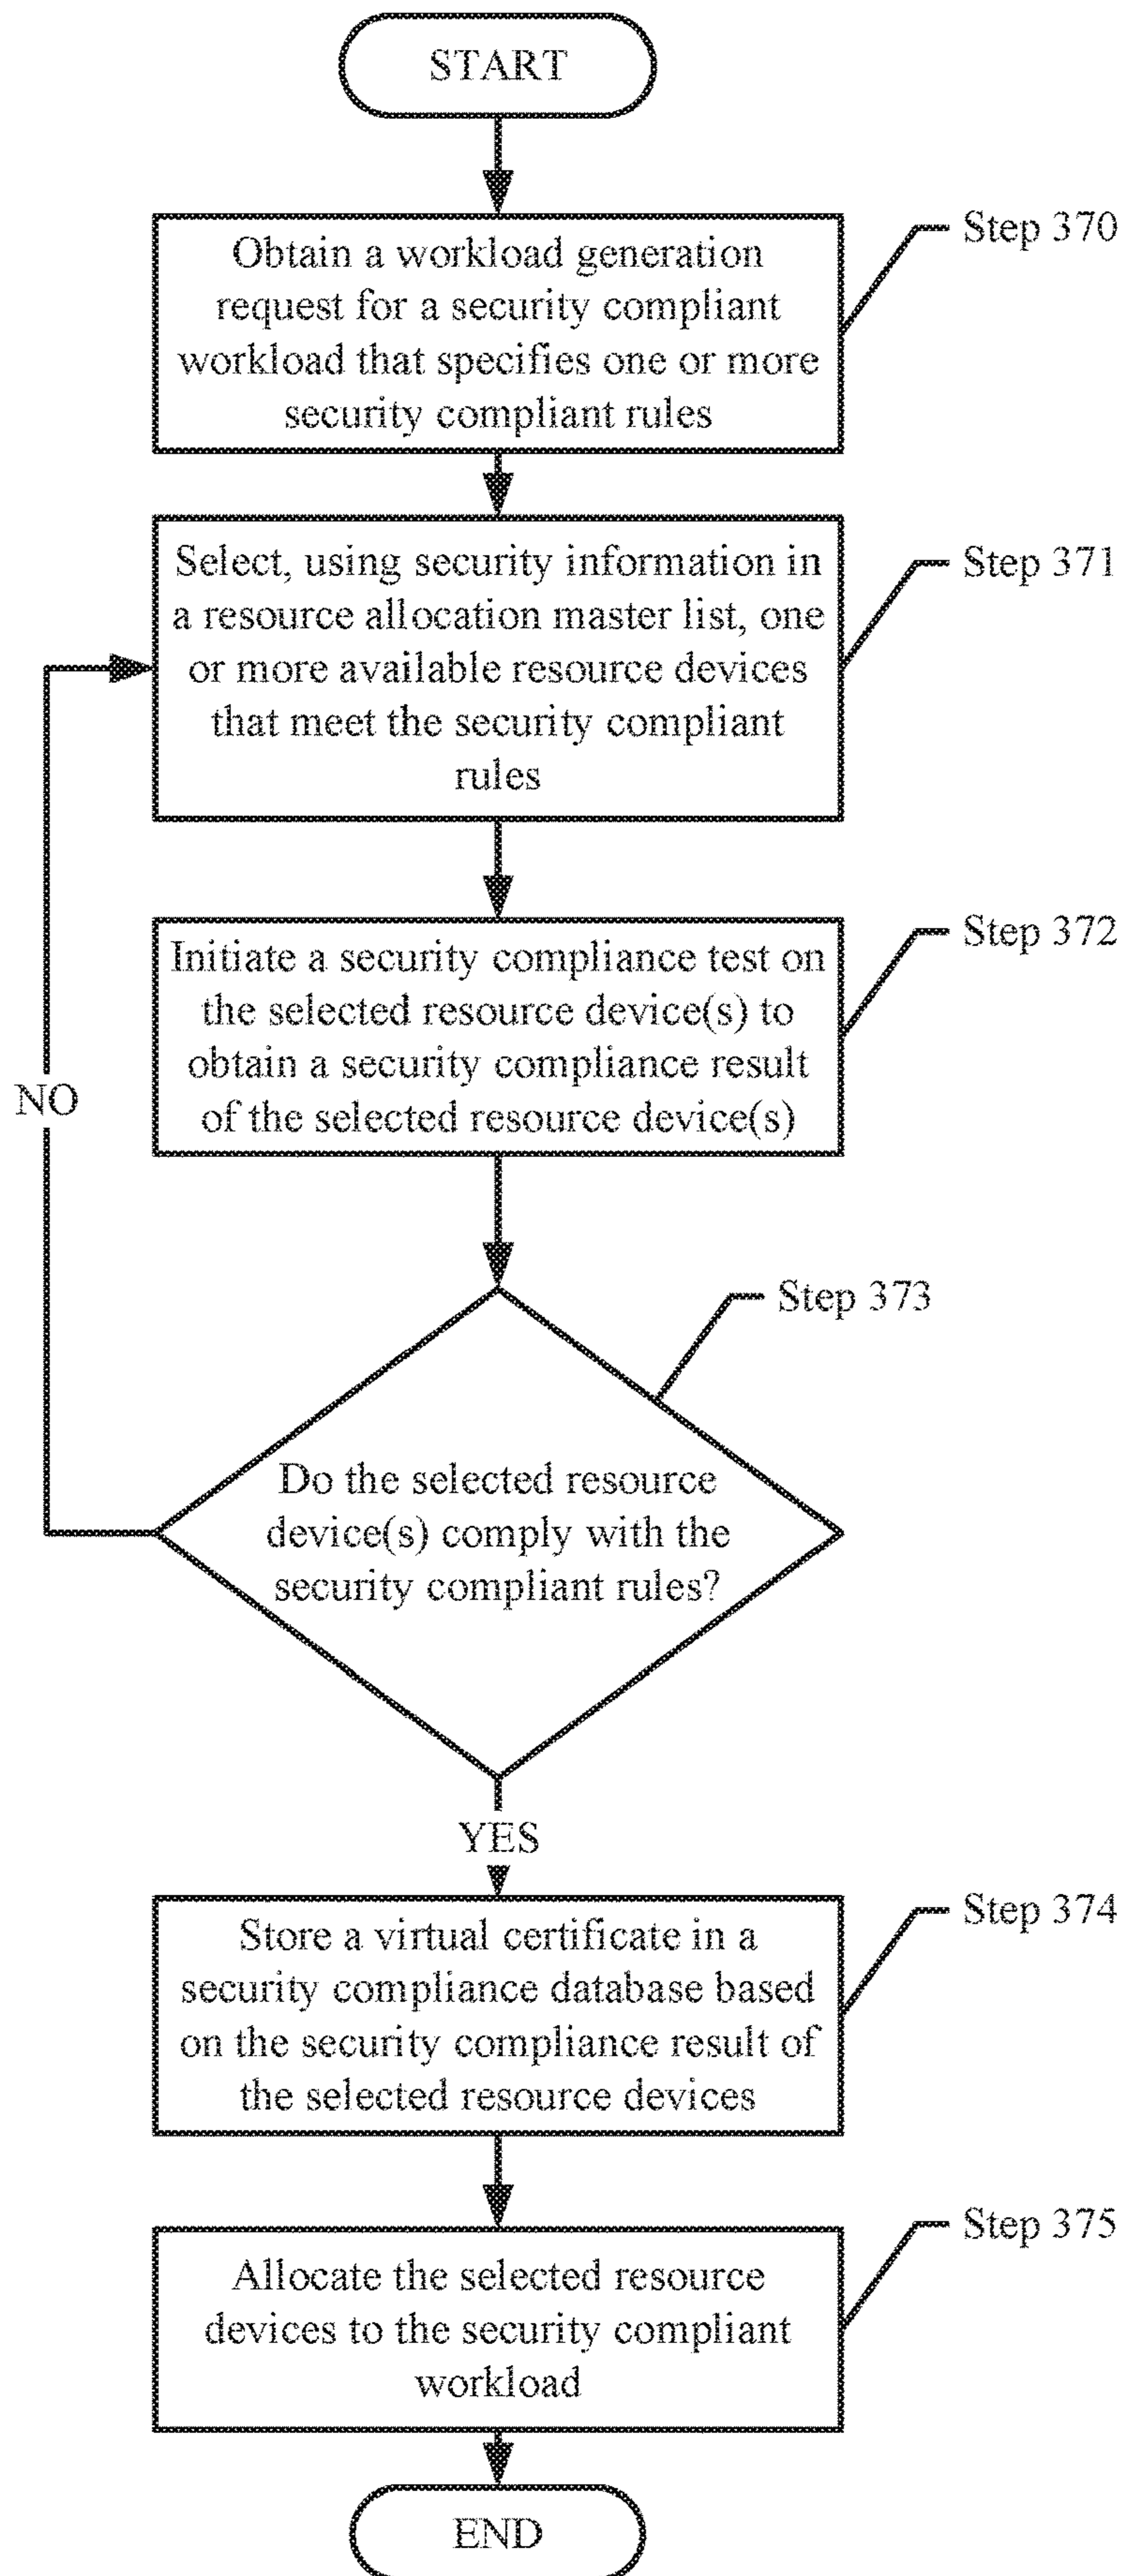 START
Step 370
Obtain a workload generation
request for a security compliant
workload that specifies one or more
security compliant rules
Step 371
Select, using security information in
a resource allocation master list, one
or more available resource devices
that meet the security compliant
rules
Step 372
Initiate a security compliance test on
the selected resource device(s) to
obtain a security compliance result
of the selected resource device(s)
NO
Step 373
Do the selected resource
device(s) comply with the
security compliant rules?
YES
Step 374
Store a virtual certificate in a
security compliance database based
on the security compliance result of
the selected resource devices
Step 375
Allocate the selected resource
devices to the security compliant
workload
END